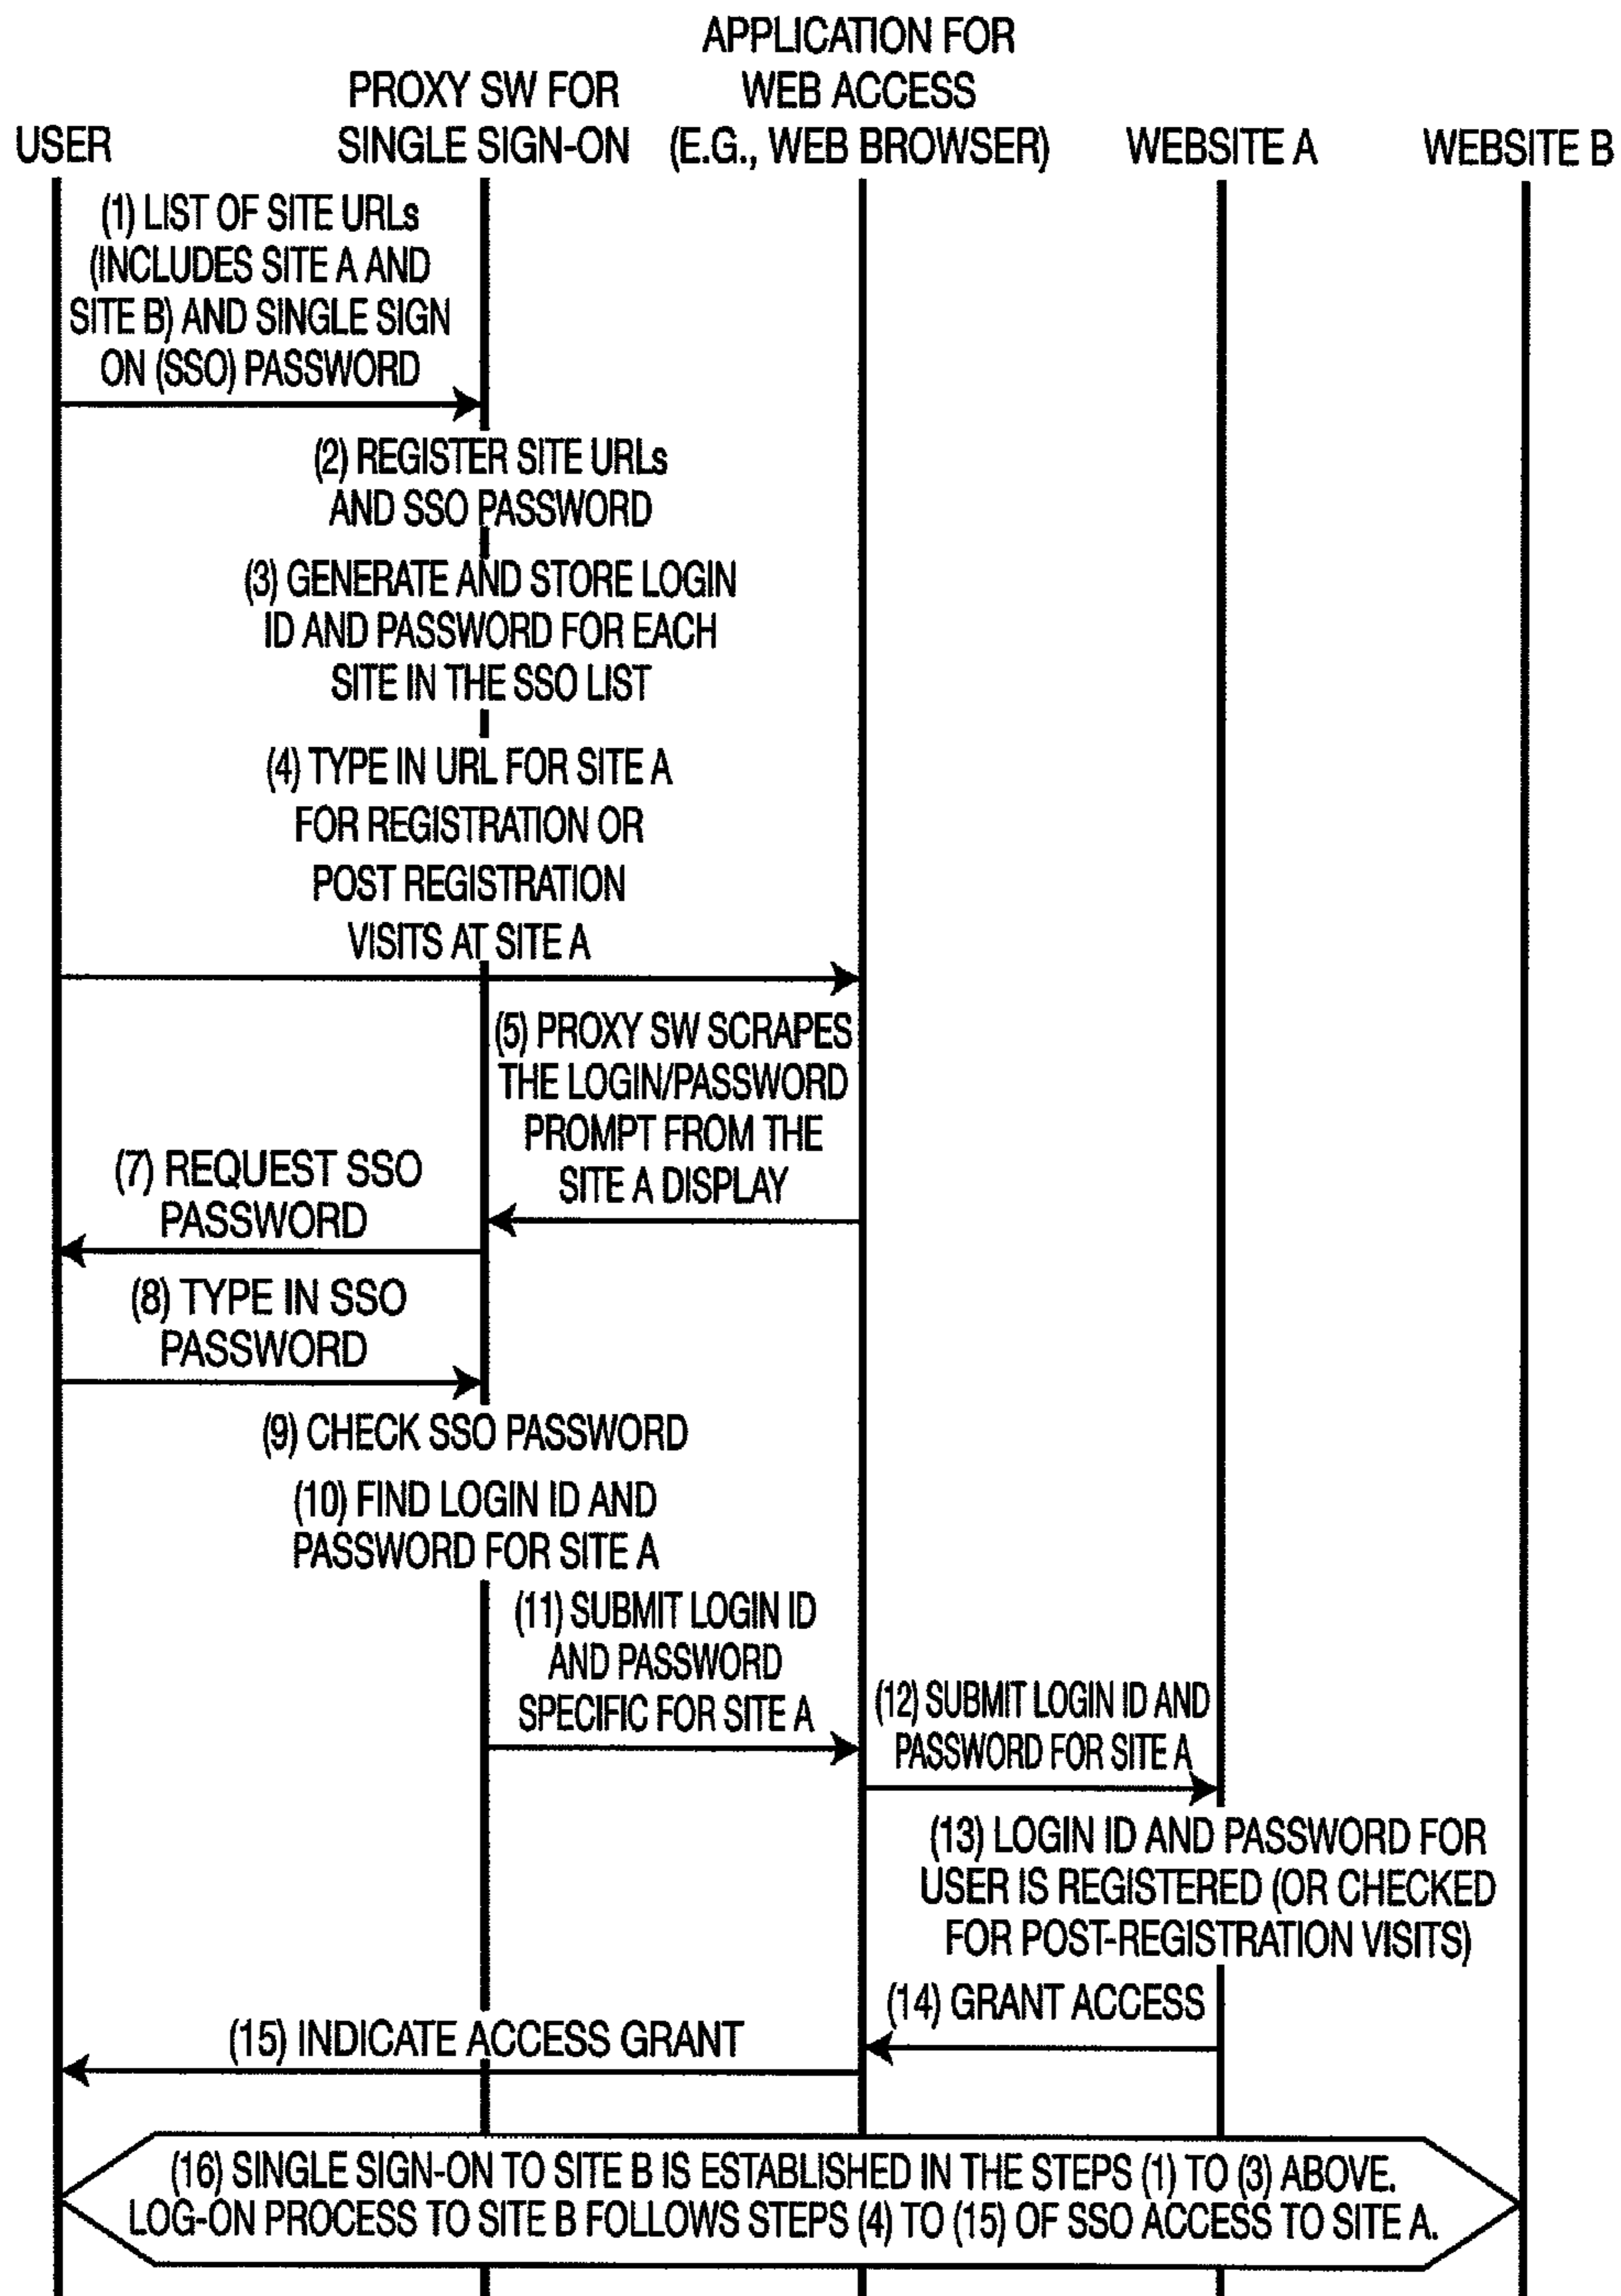 USER
PROXY SW FOR
SINGLE SIGN-ON
APPLICATION FOR
WEB ACCESS
(E.G., WEB BROWSER)
WEBSITE A
WEBSITE B
(1) LIST OF SITE URLs
(INCLUDES SITE A AND
SITE B) AND SINGLE SIGN
ON (SSO) PASSWORD
(2) REGISTER SITE URLs
AND SSO PASSWORD
(3) GENERATE AND STORE LOGIN
ID AND PASSWORD FOR EACH
SITE IN THE SSO LIST
(4) TYPE IN URL FOR SITE A
FOR REGISTRATION OR
POST REGISTRATION
VISITS AT SITE A
(5) PROXY SW SCRAPES
THE LOGIN/PASSWORD
PROMPT FROM THE
SITE A DISPLAY
(7) REQUEST SSO
PASSWORD
(8) TYPE IN SSO
PASSWORD
(9) CHECK SSO PASSWORD
(10) FIND LOGIN ID AND
PASSWORD FOR SITE A
(11) SUBMIT LOGIN ID
AND PASSWORD
SPECIFIC FOR SITE A
(12) SUBMIT LOGIN ID AND
PASSWORD FOR SITE A
(13) LOGIN ID AND PASSWORD FOR
USER IS REGISTERED (OR CHECKED
FOR POST-REGISTRATION VISITS)
(14) GRANT ACCESS
(15) INDICATE ACCESS GRANT
(16) SINGLE SIGN-ON TO SITE B IS ESTABLISHED IN THE STEPS (1) TO (3) ABOVE.
LOG-ON PROCESS TO SITE B FOLLOWS STEPS (4) TO (15) OF SSO ACCESS TO SITE A.